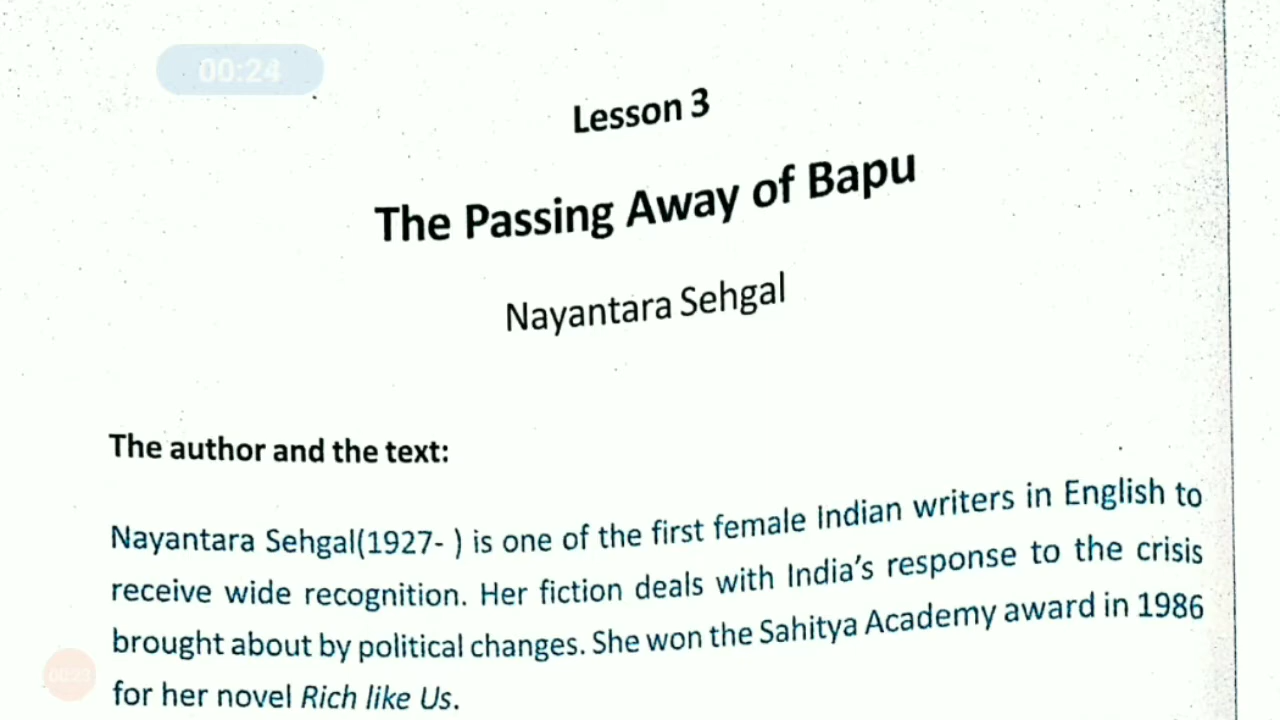 00:24
Lesson 3
The Passing Away of Bapu
Nayantara Sehgal
The author and the text:
Nayantara Sehgal(1927- ) is one of the first female Indian writers in English to
receive wide recognition. Her fiction deals with India's response to the crisis
brought about by political changes. She won the Sahitya Academy award in 1986
for her novel Rich like Us.
00:23